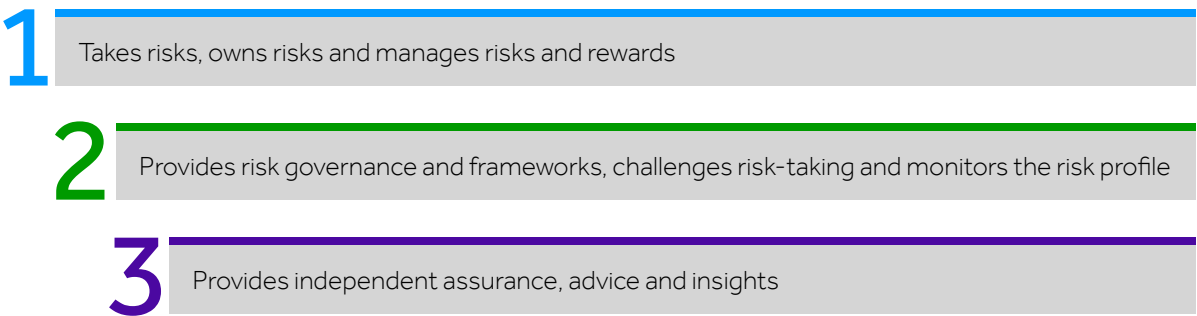 1
Takes risks, owns risks and manages risks and rewards
2
Provides risk governance and frameworks, challenges risk-taking and monitors the risk profile
3
Provides independent assurance, advice and insights